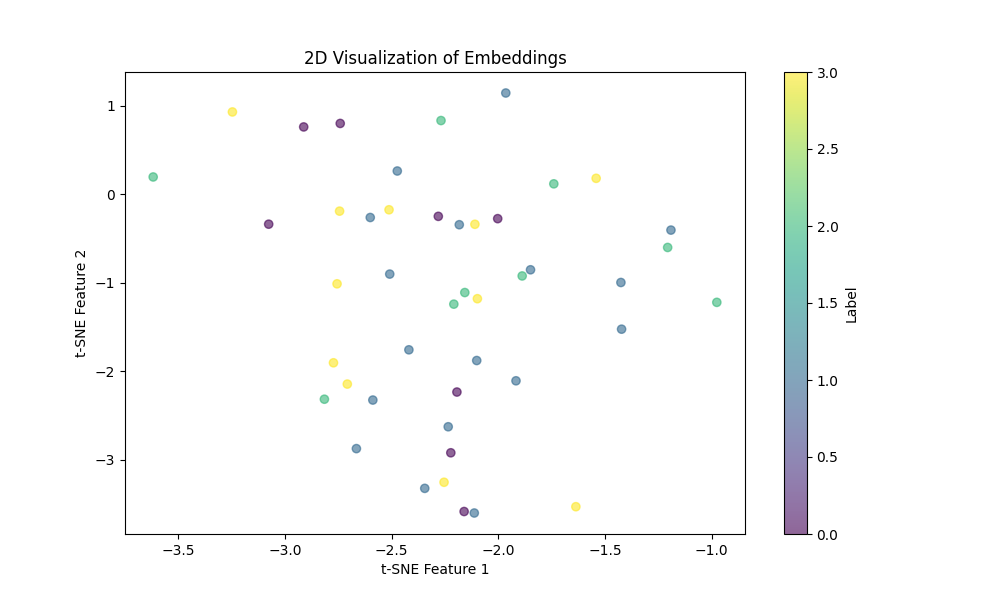 2D Visualization of Embeddings
1
0
−1
−2
−3
t-SNE Feature 2
−3.5 −3.0 −2.5 −2.0 −1.5 −1.0
t-SNE Feature 1
3.0
2.5
2.0
1.5
1.0
0.5
0.0
Label